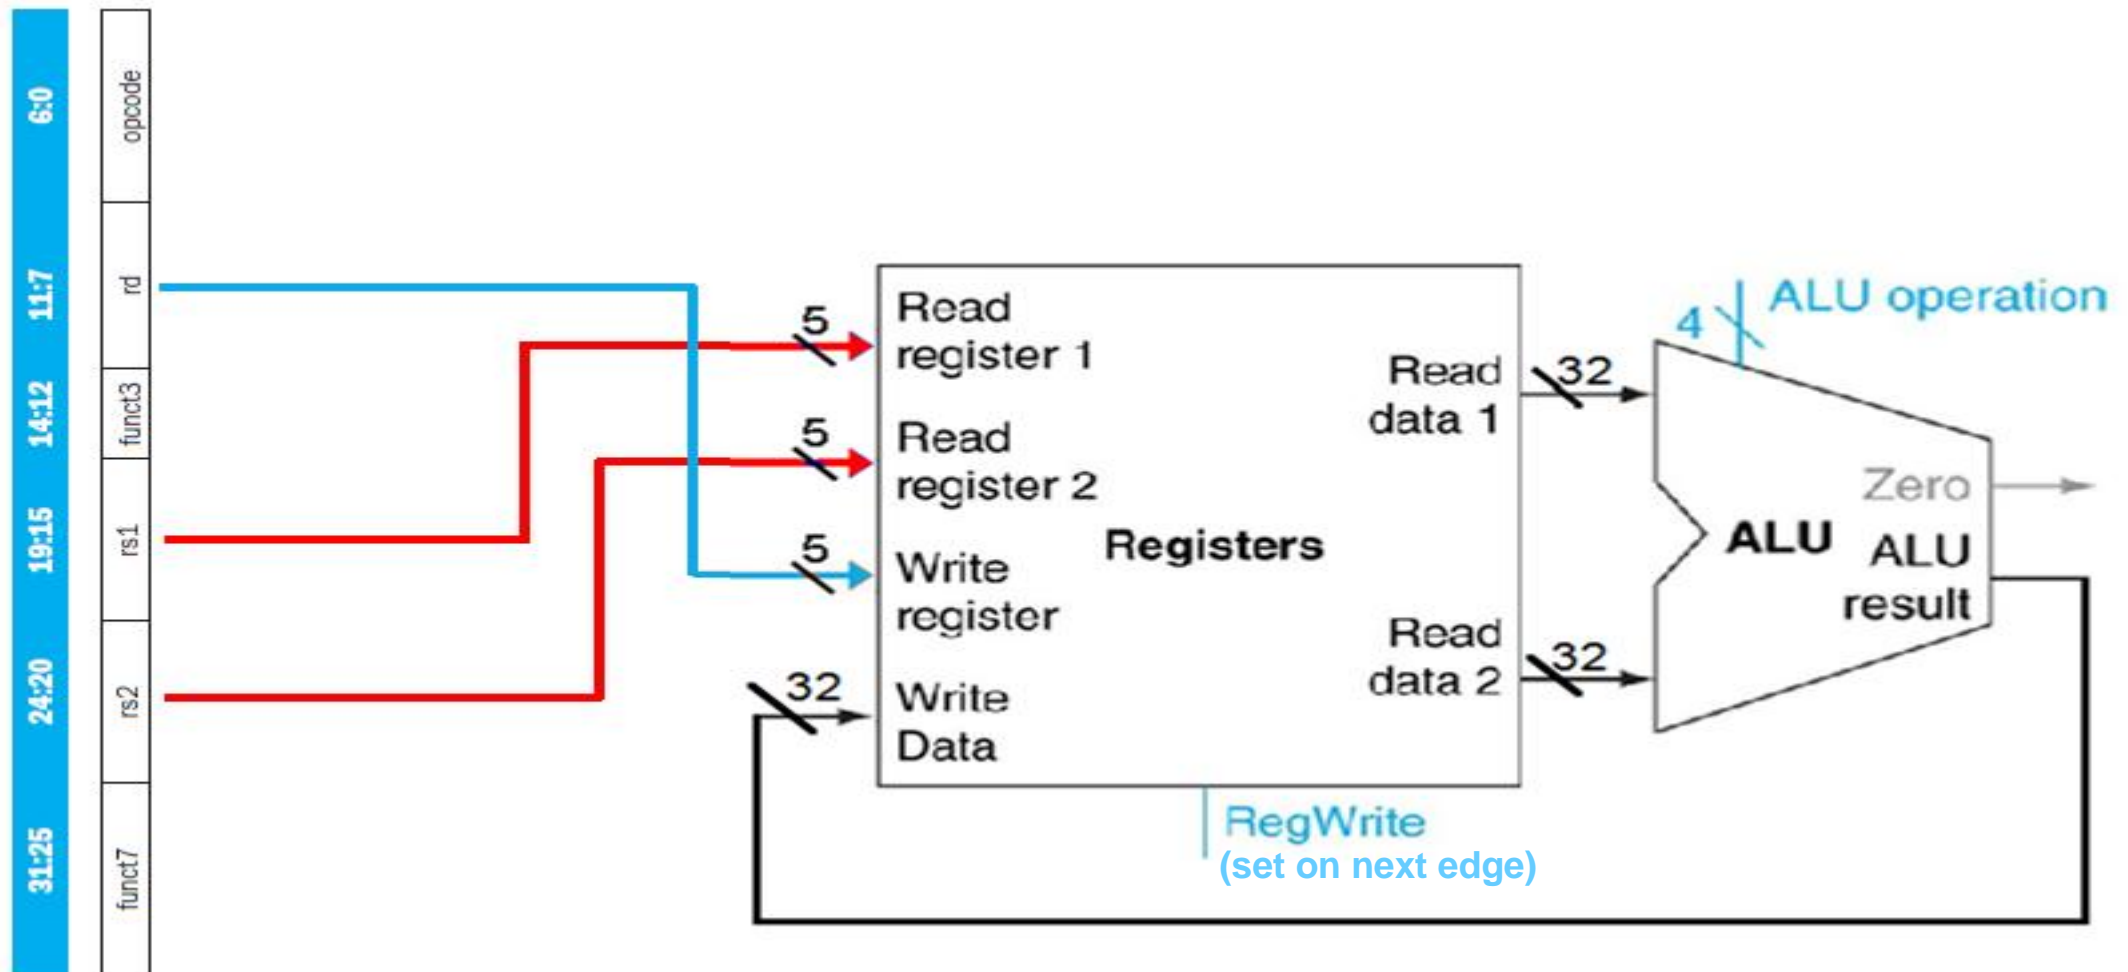 6:0
opcode
11:7
rd
14:12
funct3
19:15
rs1
24:20
rs2
31:25
funct7
5
Read
register 1
5
Read
register 2
5
Write
register
32
Write
Data
Registers
Read
data 1
32
Read
data 2
32
RegWrite
(set on next edge)
4
ALU operation
Zero
ALU
ALU
result